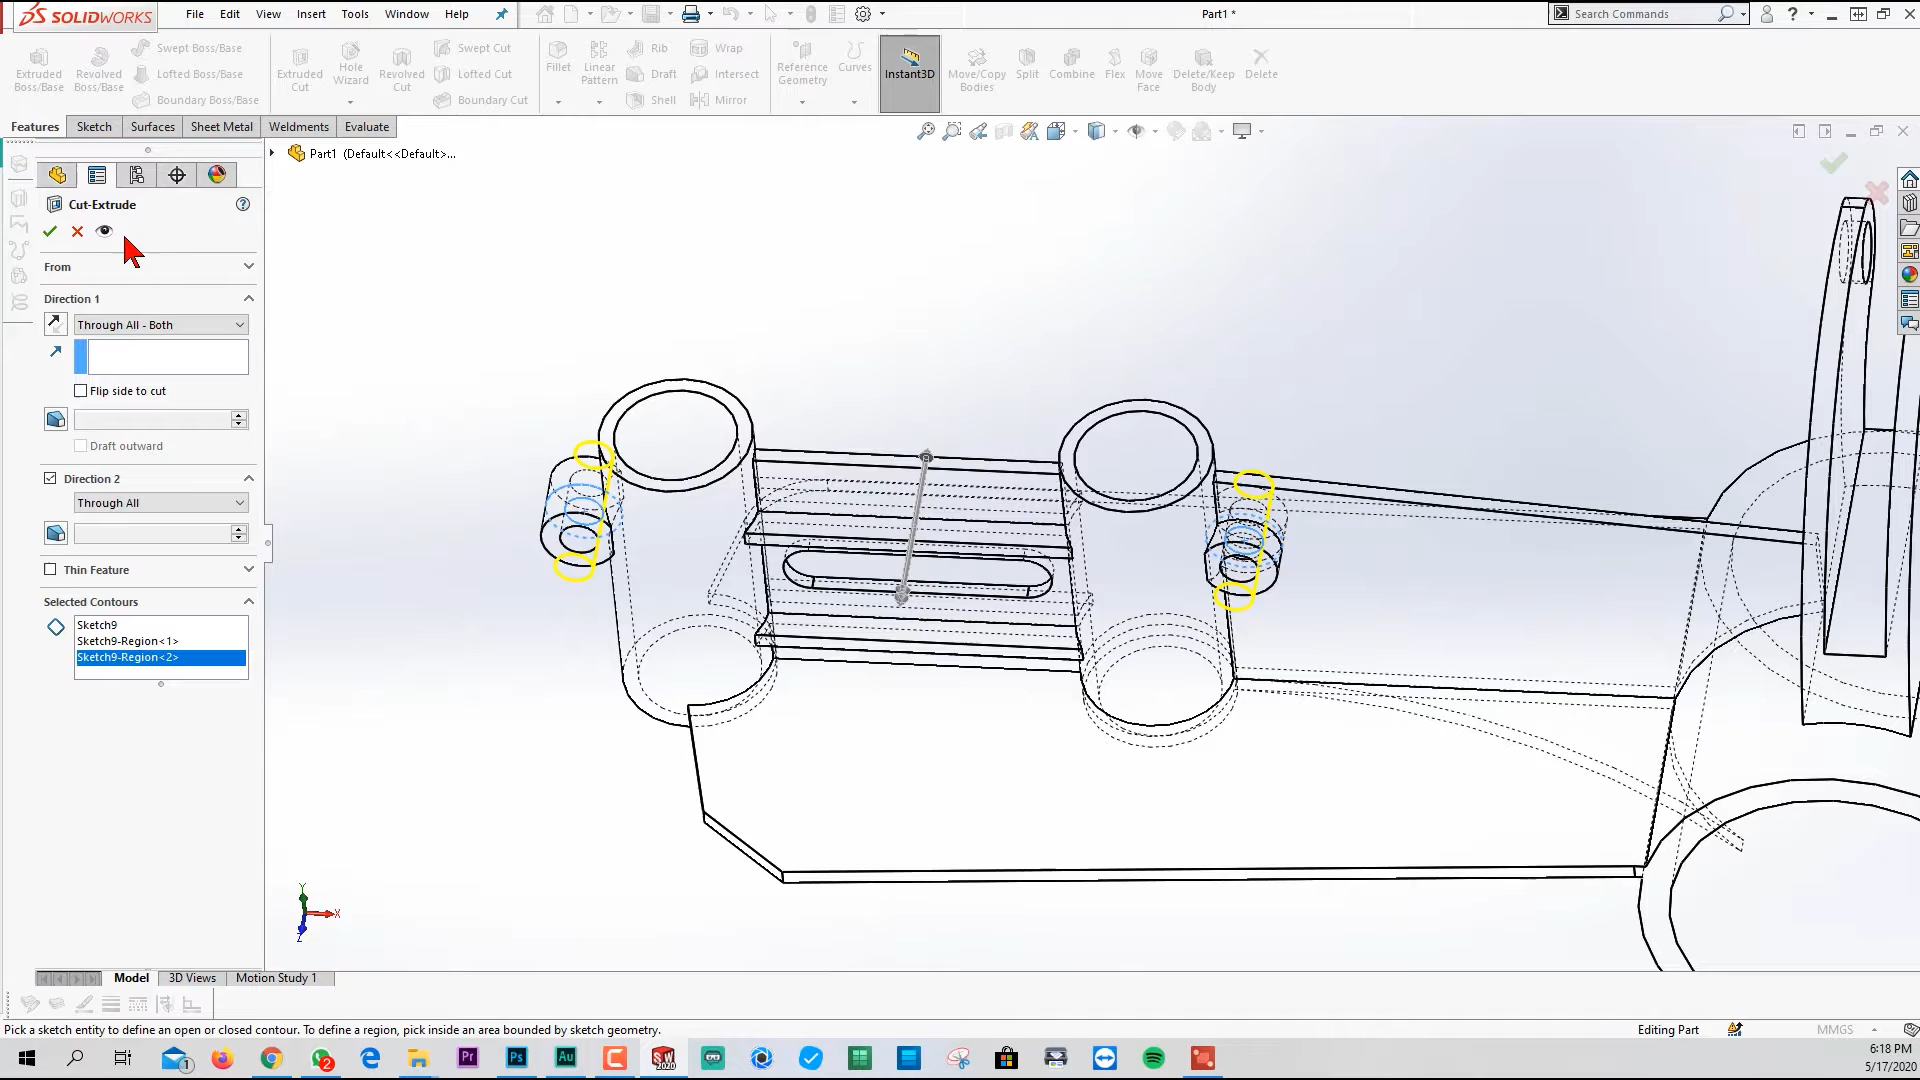 SOLIDWORKS File Edit View Insert Tools Window Help Part1 * Search Commands
Extruded Boss/Base Revolved Boss/Base Swept Boss/Base Lofted Boss/Base Boundary Boss/Base Extruded Cut Hole Wizard Revolved Cut Swept Cut Lofted Cut Boundary Cut Fillet Linear Pattern Rib Draft Shell Wrap Intersect Mirror Reference Geometry Curves Instant3D Move/Copy Bodies Split Combine Flex Move Face Delete/Keep Body Delete
Features Sketch Surfaces Sheet Metal Weldments Evaluate
Part1 (Default<<Default>...
Cut-Extrude
From
Direction 1
Through All - Both
Flip side to cut
Draft outward
Direction 2
Through All
Thin Feature
Selected Contours
Sketch9
Sketch9-Region<1>
Sketch9-Region<2>
Y
X
Z
Model 3D Views Motion Study 1
Pick a sketch entity to define an open or closed contour. To define a region, pick inside an area bounded by sketch geometry. Editing Part MMGS
1 2 Pr Ps Au SW 2020
6:18 PM
5/17/2020